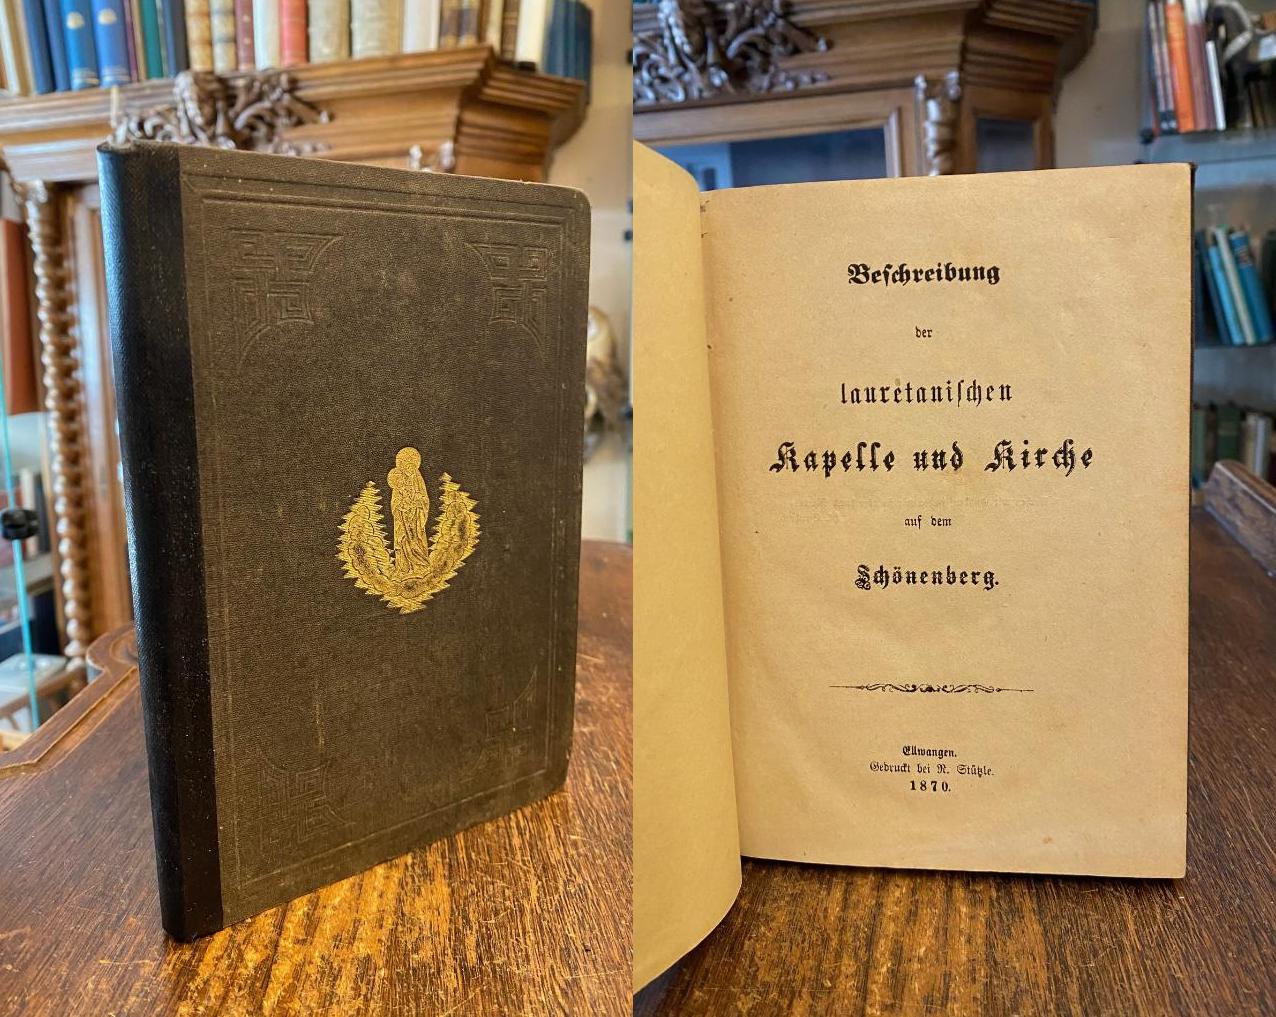 Beschreibung
der
lauretanischen
Kapelle und Kirche
auf dem
Schönenberg.
Ellwangen.
Gedruckt bei N. Stützle.
1870.